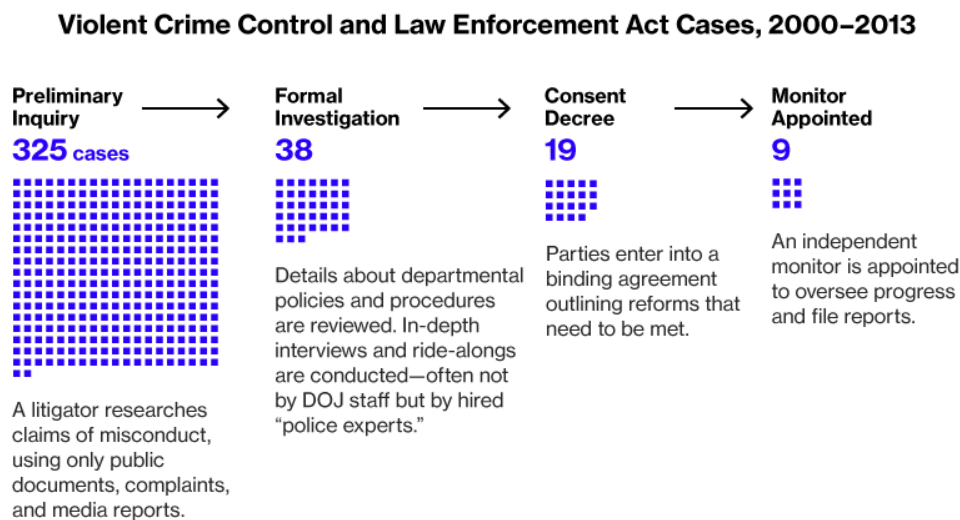 Violent Crime Control and Law Enforcement Act Cases, 2000–2013
Preliminary
Inquiry
325 cases
A litigator researches
claims of misconduct,
using only public
documents, complaints,
and media reports.
Formal
Investigation
38
Details about departmental
policies and procedures
are reviewed. In-depth
interviews and ride-alongs
are conducted—often not
by DOJ staff but by hired
“police experts.”
Consent
Decree
19
Parties enter into a
binding agreement
outlining reforms that
need to be met.
Monitor
Appointed
9
An independent
monitor is appointed
to oversee progress
and file reports.